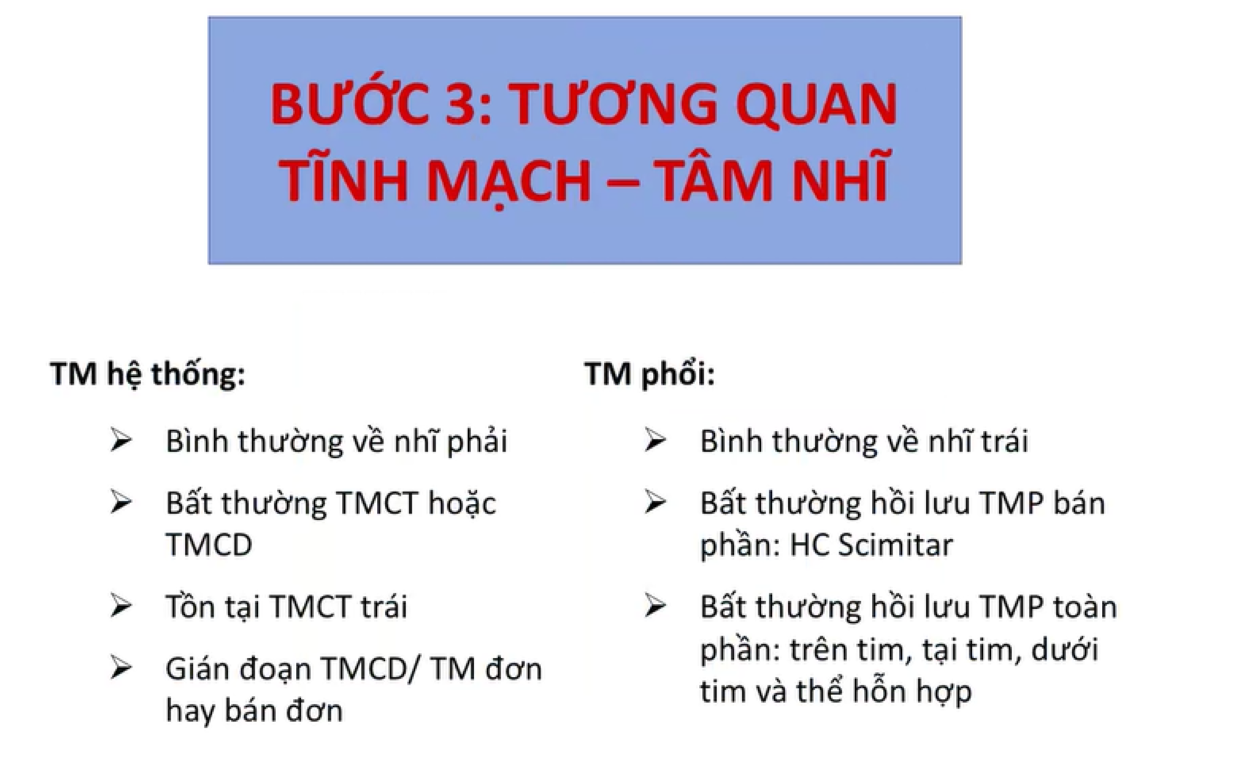 BƯỚC 3: TƯƠNG QUAN
TĨNH MẠCH – TÂM NHĨ
TM hệ thống:
➢ Bình thường về nhĩ phải
➢ Bất thường TMCT hoặc
TMCD
➢ Tồn tại TMCT trái
➢ Gián đoạn TMCD/ TM đơn
hay bán đơn
TM phổi:
➢ Bình thường về nhĩ trái
➢ Bất thường hồi lưu TMP bán
phần: HC Scimitar
➢ Bất thường hồi lưu TMP toàn
phần: trên tim, tại tim, dưới
tim và thể hỗn hợp